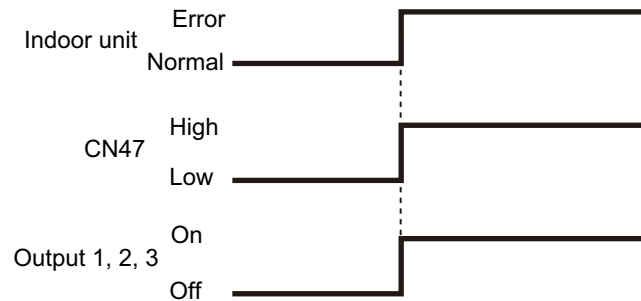 Error
Indoor unit
Normal
High
CN47
Low
On
Output 1, 2, 3
Off